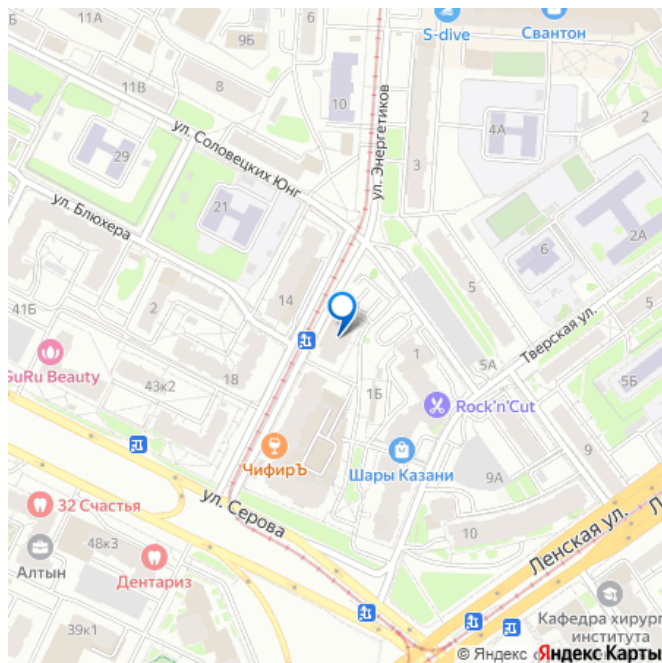 6
9Б
S-dive
Свантон
11В
8
10
ул. Энергетиков
4А
2
3
ул. Соловецких Юнг
29
21
ул. Блюхера
6
2А
14
5
41Б
2
Тверская ул.
1
5А
GuRu Beauty
43к2
18
1Б
5Б
Rock'n'Cut
ЧифирЪ
Шары Казани
9
9А
32 Счастья
ул. Серова
10
Ленская ул.
48к3
Алтын
Дентариз
39к1
Кафедра хирург
института
© Яндекс
Яндекс Карты